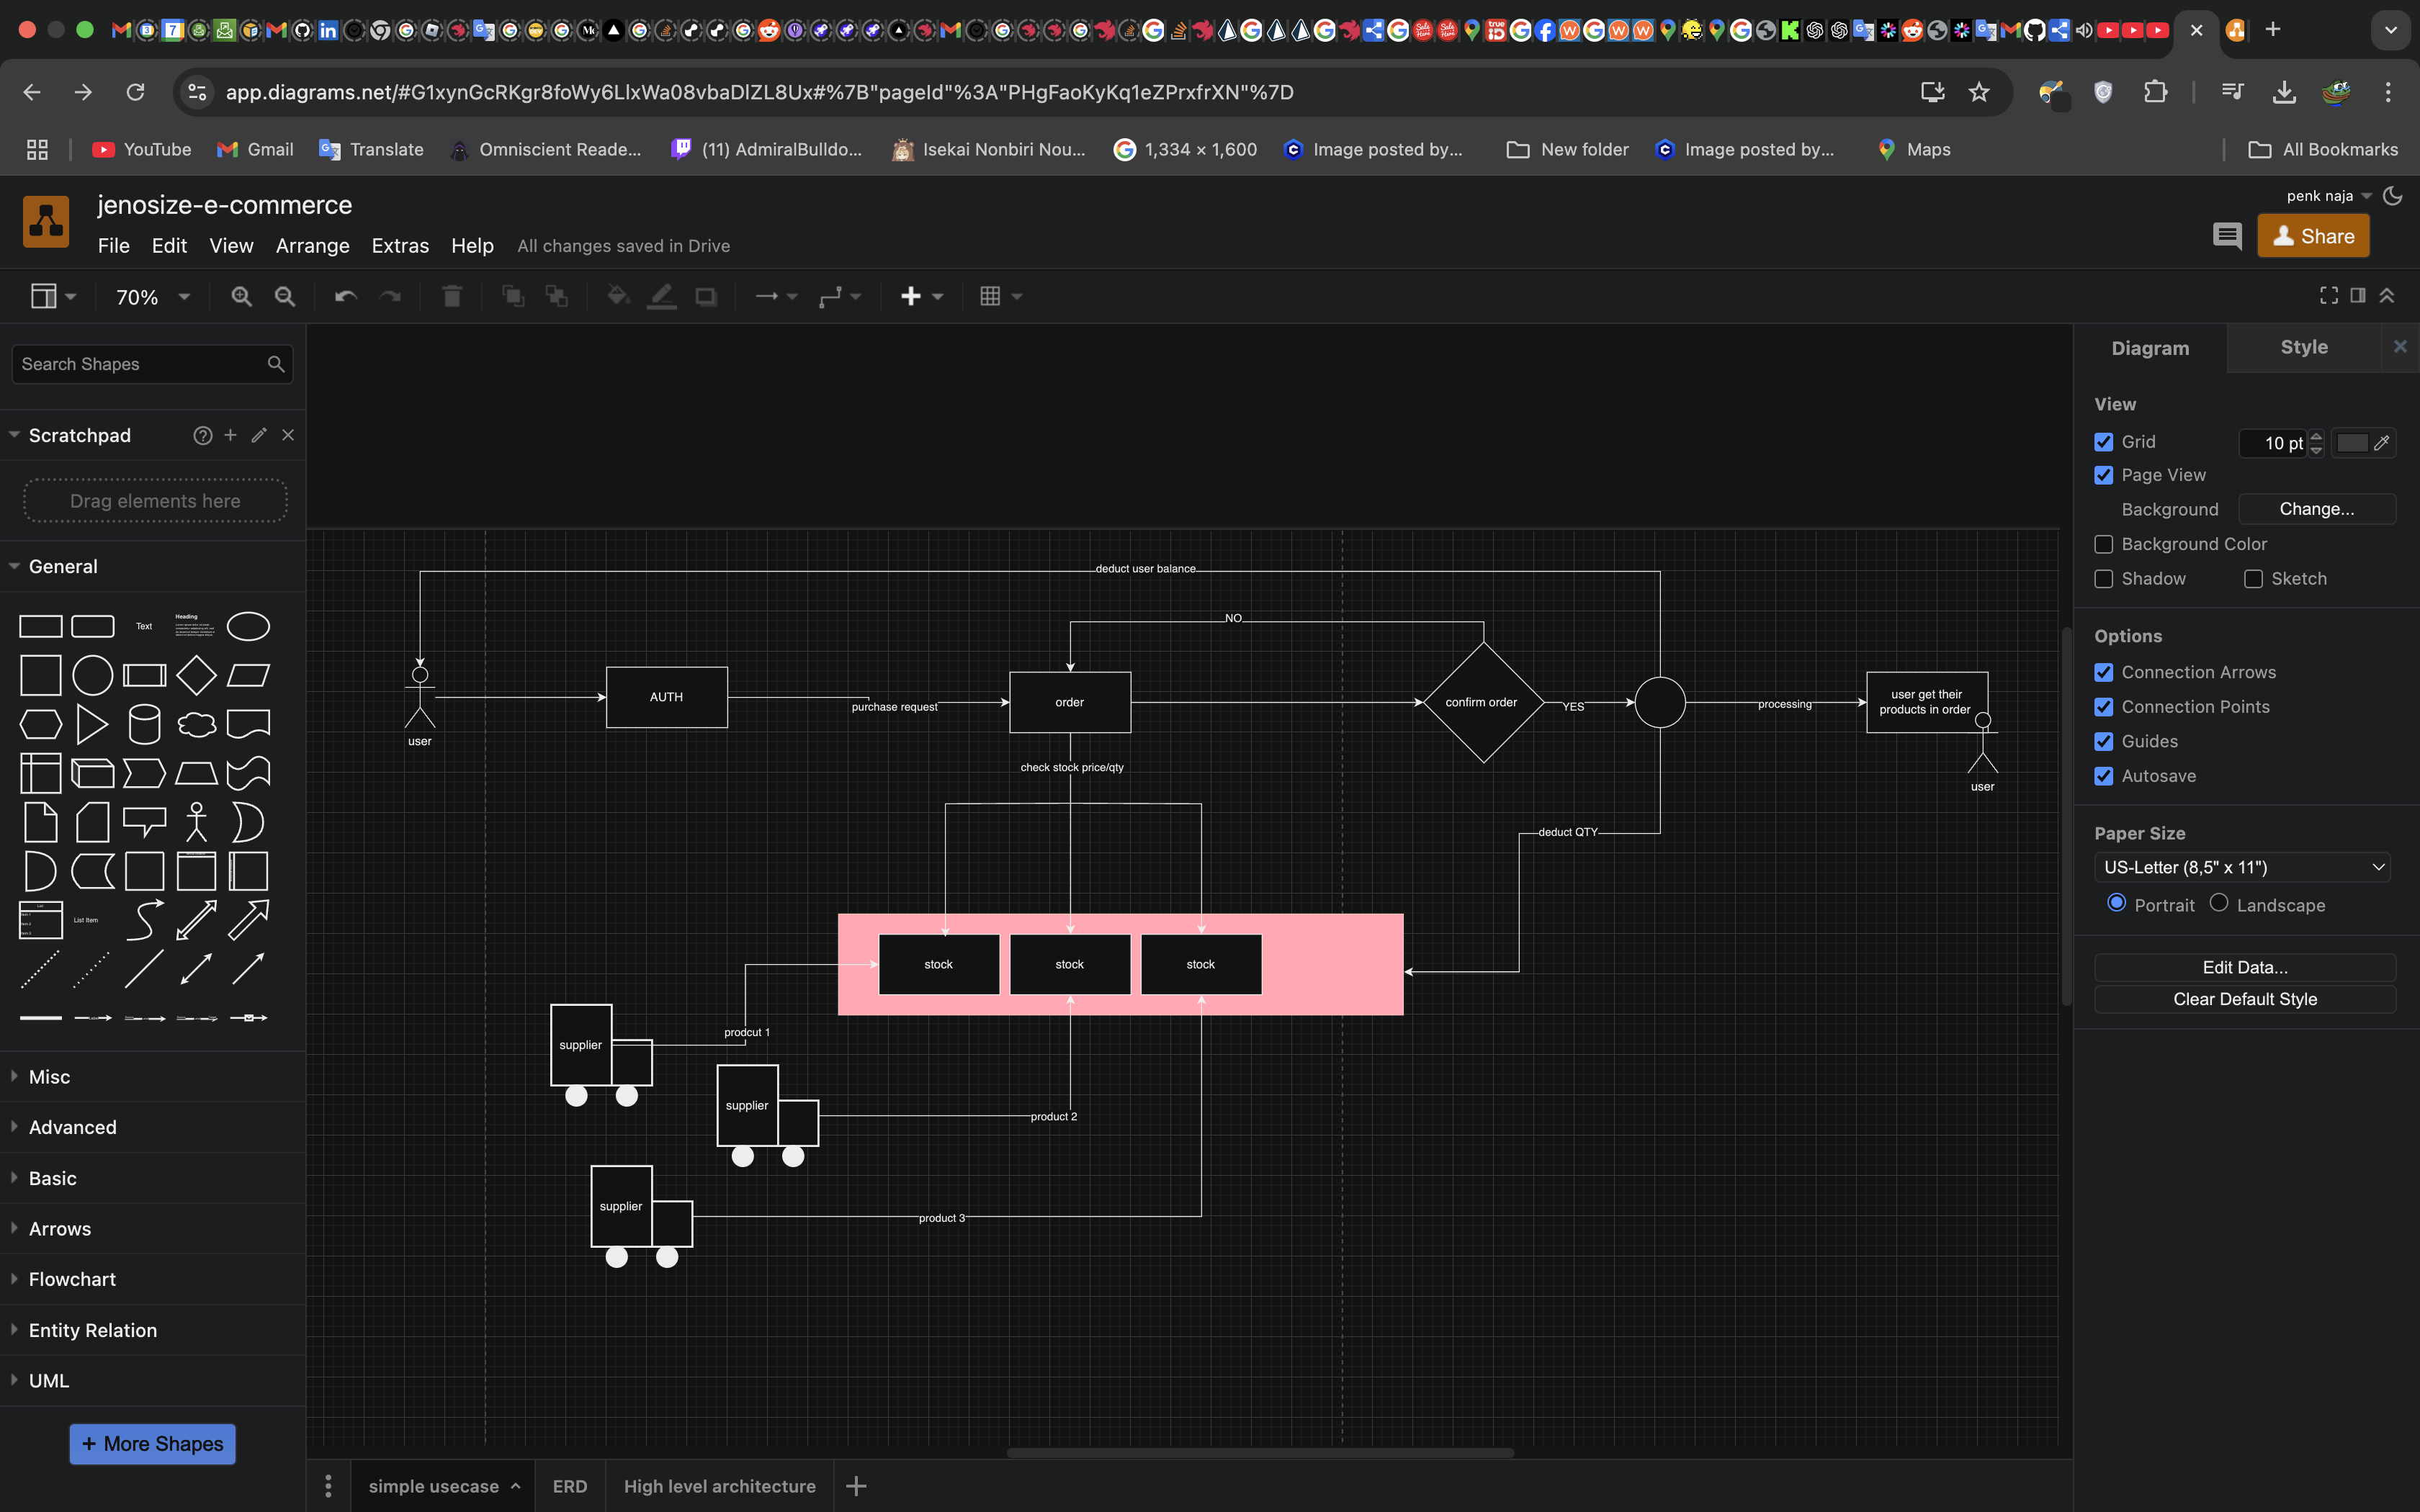 app.diagrams.net/#G1xynGcRKgr8foWy6LlxWa08vbaDlZL8Ux#%7B"pageId"%3A"PHgFaoKyKq1eZPrxfrXN"%7D
YouTube
Gmail
Translate
Omniscient Reade...
(11) AdmiralBulldo...
Isekai Nonbiri Nou...
1,334 × 1,600
Image posted by...
New folder
Image posted by...
Maps
All Bookmarks
jenosize-e-commerce
penk naja
File Edit View Arrange Extras Help All changes saved in Drive
Share
70%
Search Shapes
Scratchpad
Drag elements here
General
Text
Heading
List Item
Misc
Advanced
Basic
Arrows
Flowchart
Entity Relation
UML
+ More Shapes
deduct user balance
NO
user
AUTH
purchase request
order
confirm order
YES
processing
user get their
products in order
user
check stock price/qty
deduct QTY
stock
stock
stock
prodcut 1
supplier
supplier
product 2
supplier
product 3
simple usecase
ERD
High level architecture
Diagram
Style
View
Grid
10 pt
Page View
Background
Change...
Background Color
Shadow
Sketch
Options
Connection Arrows
Connection Points
Guides
Autosave
Paper Size
US-Letter (8,5" x 11")
Portrait
Landscape
Edit Data...
Clear Default Style